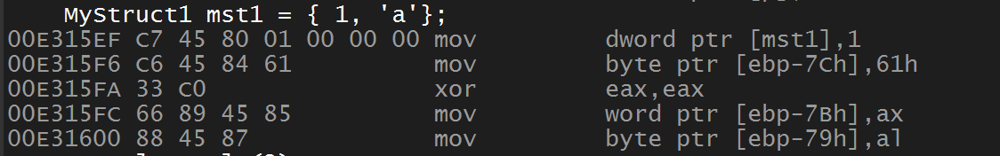 MyStruct1 mst1 = { 1, 'a'};
00E315EF C7 45 80 01 00 00 00 mov dword ptr [mst1],1
00E315F6 C6 45 84 61 mov byte ptr [ebp-7Ch],61h
00E315FA 33 C0 xor eax,eax
00E315FC 66 89 45 85 mov word ptr [ebp-7Bh],ax
00E31600 88 45 87 mov byte ptr [ebp-79h],al